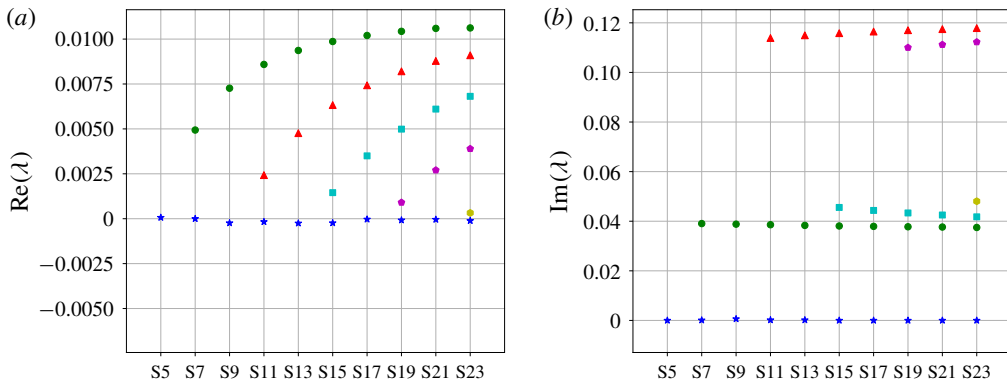 (a)
0.0100
0.0075
0.0050
0.0025
0
−0.0025
−0.0050
Re(λ)
S5 S7 S9 S11 S13 S15 S17 S19 S21 S23
(b)
0.12
0.10
0.08
0.06
0.04
0.02
0
Im(λ)
S5 S7 S9 S11 S13 S15 S17 S19 S21 S23